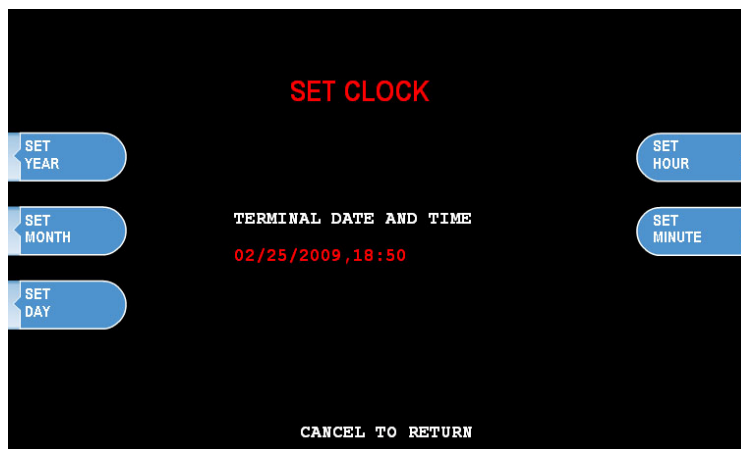 SET CLOCK
SET
YEAR
SET
HOUR
SET
MONTH
TERMINAL DATE AND TIME
SET
MINUTE
02/25/2009,18:50
SET
DAY
CANCEL TO RETURN